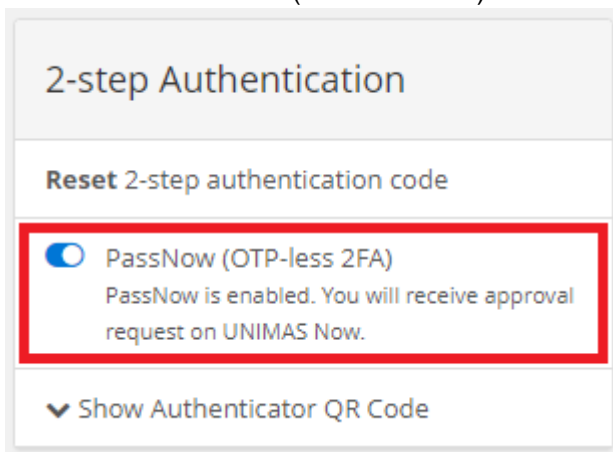 2-step Authentication
Reset 2-step authentication code
PassNow (OTP-less 2FA)
PassNow is enabled. You will receive approval
request on UNIMAS Now.
Show Authenticator QR Code